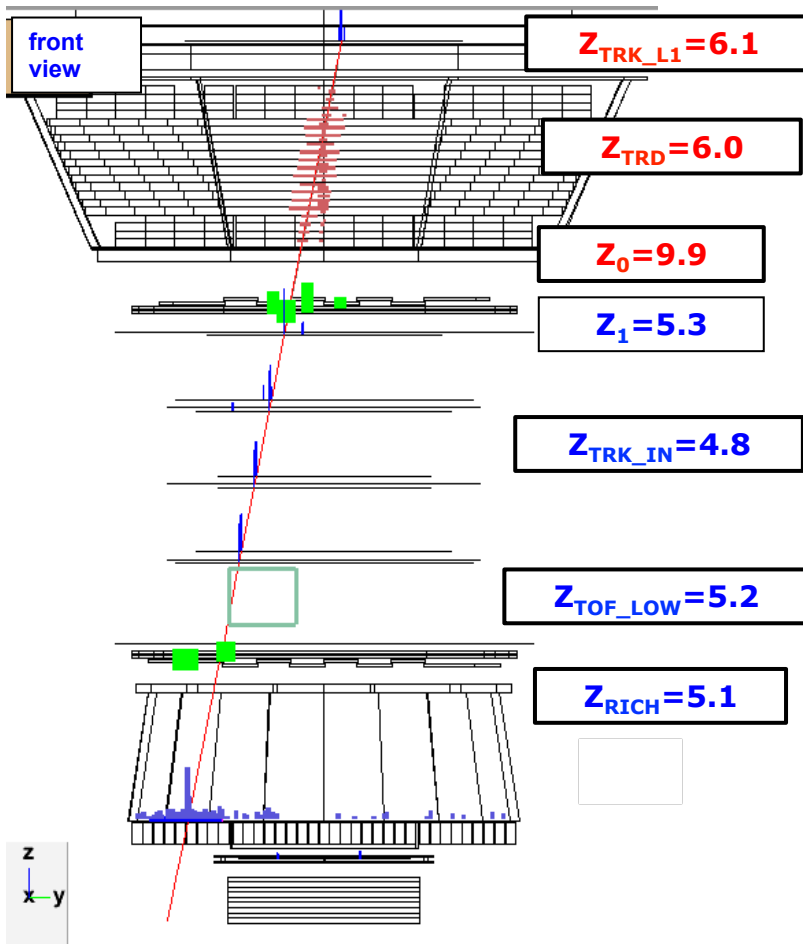 front
view
Z_TRK_L1=6.1
Z_TRD=6.0
Z_0=9.9
Z_1=5.3
Z_TRK_IN=4.8
Z_TOF_LOW=5.2
Z_RICH=5.1
z
x y